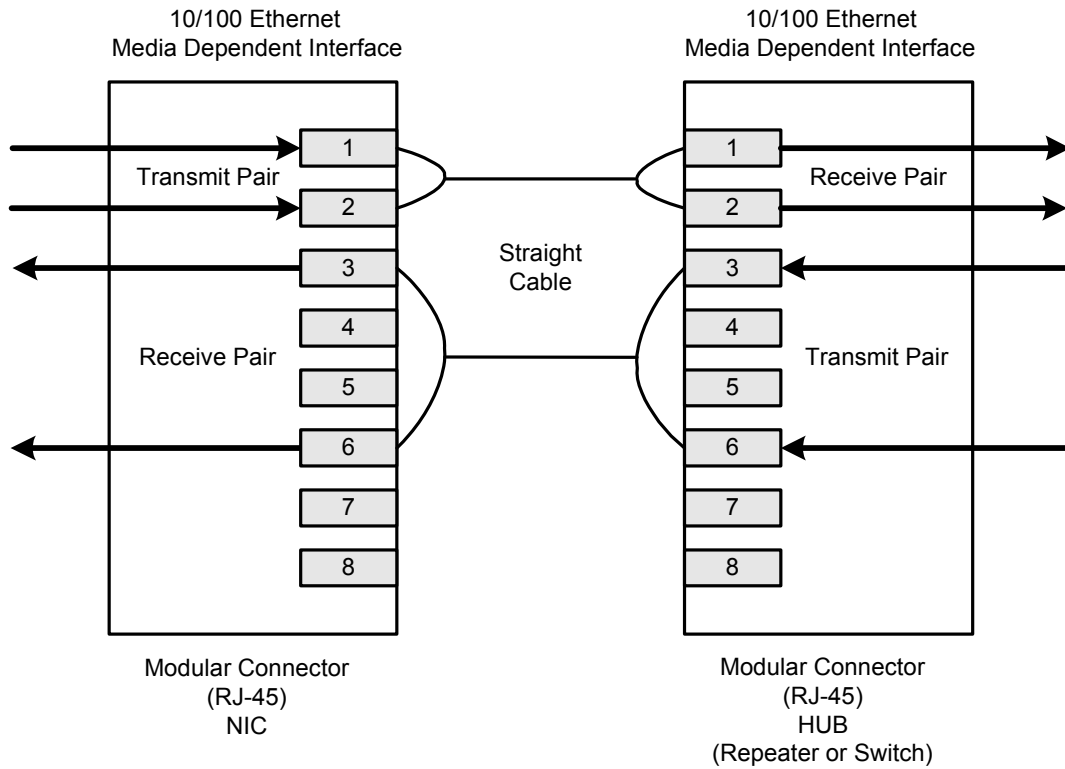 10/100 Ethernet
Media Dependent Interface
10/100 Ethernet
Media Dependent Interface
1
Transmit Pair
2
3
4
Receive Pair
5
6
7
8
Straight
Cable
1
Receive Pair
2
3
4
Transmit Pair
5
6
7
8
Modular Connector
(RJ-45)
NIC
Modular Connector
(RJ-45)
HUB
(Repeater or Switch)